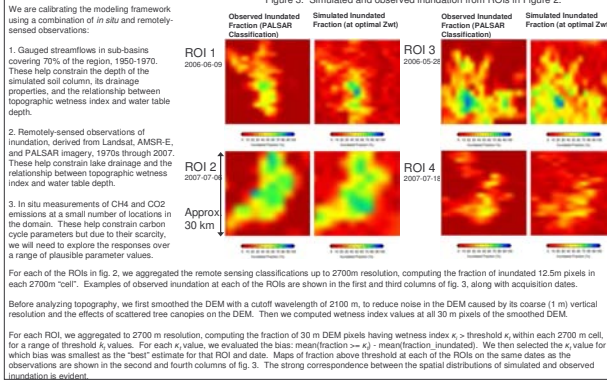 Figure 3. Simulated and observed inundation from ROIs in Figure 2.
We are calibrating the modeling framework
using a combination of in situ and remotely-
sensed observations:
1. Gauged streamflows in sub-basins
covering 70% of the region, 1950-1970.
These help constrain the depth of the
simulated soil column, its drainage
properties, and the relationship between
topographic wetness index and water table
depth.
2. Remotely-sensed observations of
inundation, derived from Landsat, AMSR-E,
and PALSAR imagery, 1970s through 2007.
These help constrain lake drainage and the
relationship between topographic wetness
index and water table depth.
3. In situ measurements of CH4 and CO2
emissions at a small number of locations in
the domain. These help constrain carbon
cycle parameters but due to their scarcity,
we will need to explore the responses over
a range of plausible parameter values.
Observed Inundated
Fraction (PALSAR
Classification)
Simulated Inundated
Fraction (at optimal Zwt)
Observed Inundated
Fraction (PALSAR
Classification)
Simulated Inundated
Fraction (at optimal Zwt)
ROI 1
2006-06-09
ROI 3
2006-05-28
ROI 2
2007-07-06
Approx.
30 km
ROI 4
2007-07-18
For each of the ROIs in fig. 2, we aggregated the remote sensing classifications up to 2700m resolution, computing the fraction of inundated 12.5m pixels in
each 2700m "cell". Examples of observed inundation at each of the ROIs are shown in the first and third columns of fig. 3, along with acquisition dates.
Before analyzing topography, we first smoothed the DEM with a cutoff wavelength of 2100 m, to reduce noise in the DEM caused by its coarse (1 m) vertical
resolution and the effects of scattered tree canopies on the DEM. Then we computed wetness index values at all 30 m pixels of the smoothed DEM.
For each ROI, we aggregated to 2700 m resolution, computing the fraction of 30 m DEM pixels having wetness index κi > threshold κt within each 2700 m cell,
for a range of threshold kt values. For each κt value, we evaluated the bias: mean(fraction >= κt) - mean(fraction_inundated). We then selected the κt value for
which bias was smallest as the "best" estimate for that ROI and date. Maps of fraction above threshold at each of the ROIs on the same dates as the
observations are shown in the second and fourth columns of fig. 3. The strong correspondence between the spatial distributions of simulated and observed
inundation is evident.